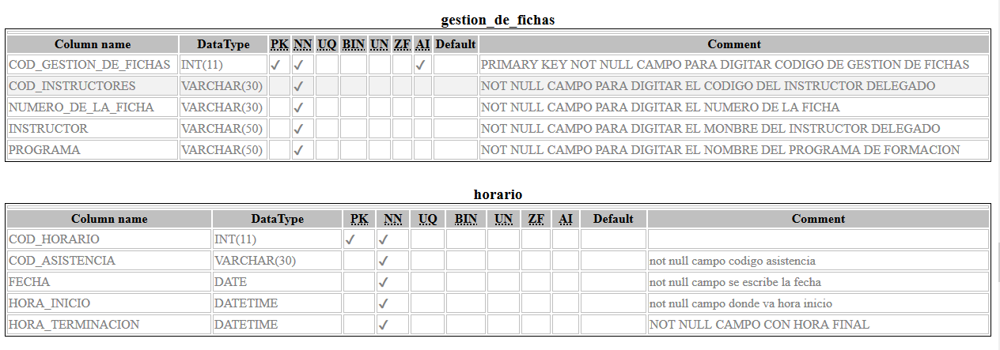 gestion_de_fichas
Column name DataType PK NN UQ BIN UN ZF AI Default Comment
COD_GESTION_DE_FICHAS INT(11) ✔ ✔ ✔ PRIMARY KEY NOT NULL CAMPO PARA DIGITAR CODIGO DE GESTION DE FICHAS
COD_INSTRUCTORES VARCHAR(30) ✔ NOT NULL CAMPO PARA DIGITAR EL CODIGO DEL INSTRUCTOR DELEGADO
NUMERO_DE_LA_FICHA VARCHAR(30) ✔ NOT NULL CAMPO PARA DIGITAR EL NUMERO DE LA FICHA
INSTRUCTOR VARCHAR(50) ✔ NOT NULL CAMPO PARA DIGITAR EL MONBRE DEL INSTRUCTOR DELEGADO
PROGRAMA VARCHAR(50) ✔ NOT NULL CAMPO PARA DIGITAR EL NOMBRE DEL PROGRAMA DE FORMACION
horario
Column name DataType PK NN UQ BIN UN ZF AI Default Comment
COD_HORARIO INT(11) ✔ ✔
COD_ASISTENCIA VARCHAR(30) ✔ not null campo codigo asistencia
FECHA DATE ✔ not null campo se escribe la fecha
HORA_INICIO DATETIME ✔ not null campo donde va hora inicio
HORA_TERMINACION DATETIME ✔ NOT NULL CAMPO CON HORA FINAL